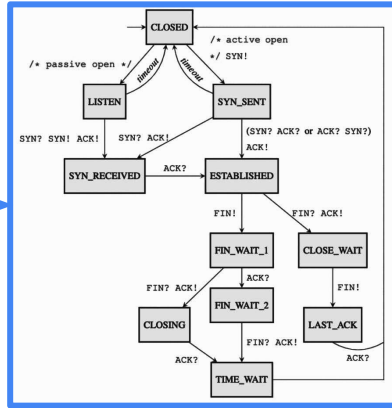 CLOSED
/* active open
*/ SYN!
/* passive open */
timeout
timeout
LISTEN
SYN_SENT
SYN? SYN! ACK!
SYN? ACK!
(SYN? ACK? or ACK? SYN?)
ACK!
SYN_RECEIVED
ACK?
ESTABLISHED
FIN!
FIN? ACK!
FIN_WAIT_1
CLOSE_WAIT
FIN? ACK!
ACK?
FIN!
FIN_WAIT_2
CLOSING
LAST_ACK
FIN? ACK!
ACK?
ACK?
TIME_WAIT